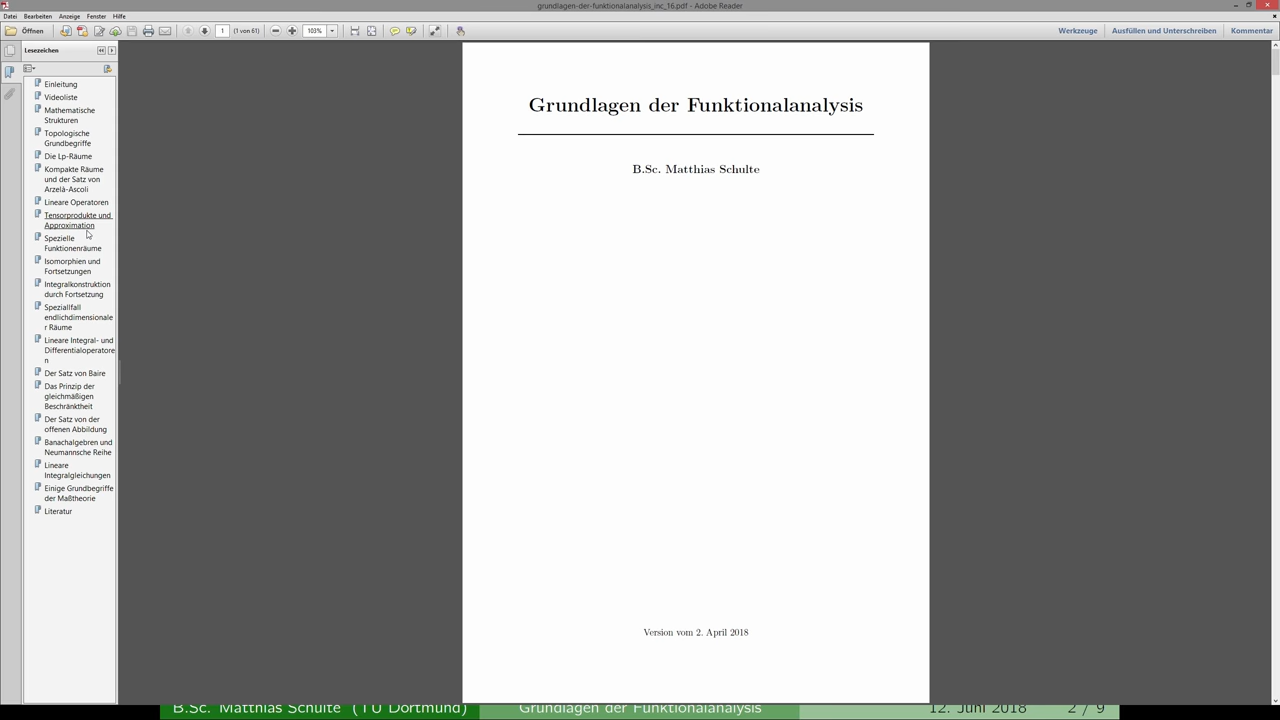 grundlagen-der-funktionalanalysis_inc_16.pdf - Adobe Reader
Datei Bearbeiten Anzeige Fenster Hilfe
Öffnen 1 (1 von 61) 103% Werkzeuge Ausfüllen und Unterschreiben Kommentar
Lesezeichen
Einleitung
Videoliste
Mathematische
Strukturen
Topologische
Grundbegriffe
Die Lp-Räume
Kompakte Räume
und der Satz von
Arzelà-Ascoli
Lineare Operatoren
Tensorprodukte und
Approximation
Spezielle
Funktionenräume
Isomorphien und
Fortsetzungen
Integralkonstruktion
durch Fortsetzung
Speziallfall
endlichdimensionale
r Räume
Lineare Integral- und
Differentialoperatore
n
Der Satz von Baire
Das Prinzip der
gleichmäßigen
Beschränktheit
Der Satz von der
offenen Abbildung
Banachalgebren und
Neumannsche Reihe
Lineare
Integralgleichungen
Einige Grundbegriffe
der Maßtheorie
Literatur
Grundlagen der Funktionalanalysis
B.Sc. Matthias Schulte
Version vom 2. April 2018
B.Sc. Matthias Schulte (TU Dortmund) Grundlagen der Funktionalanalysis 12. Juni 2018 2 / 9